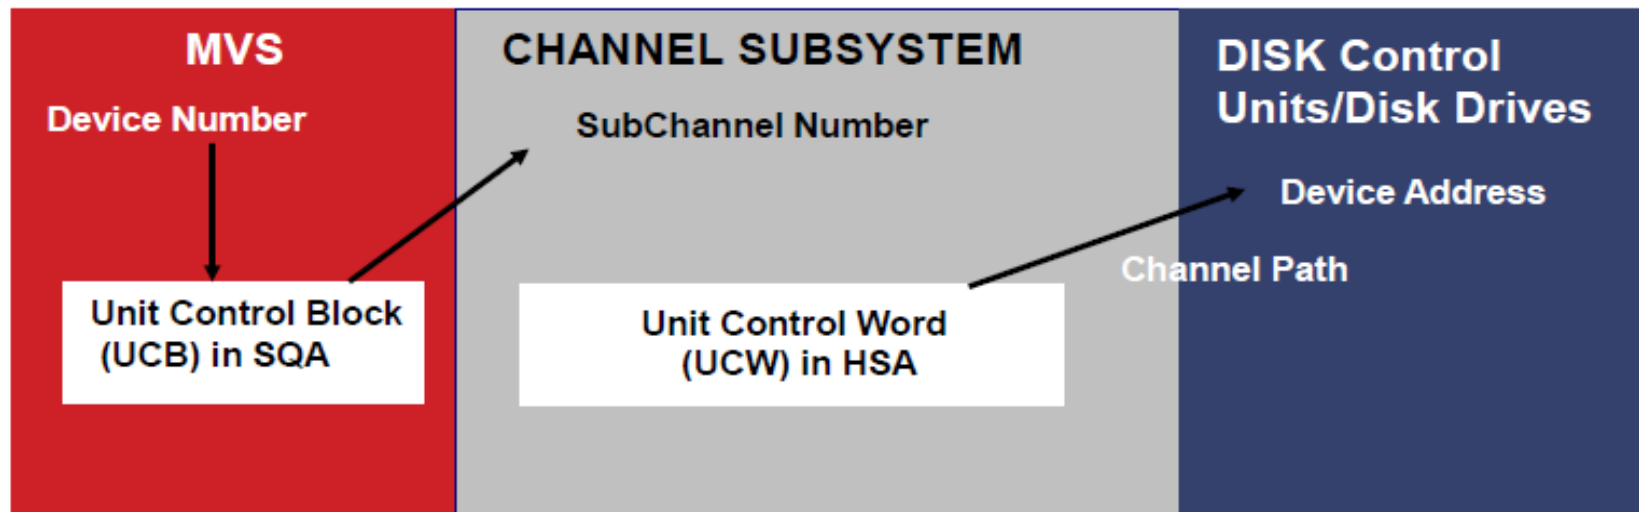 MVS
Device Number
Unit Control Block
(UCB) in SQA
CHANNEL SUBSYSTEM
SubChannel Number
Unit Control Word
(UCW) in HSA
DISK Control
Units/Disk Drives
Device Address
Channel Path